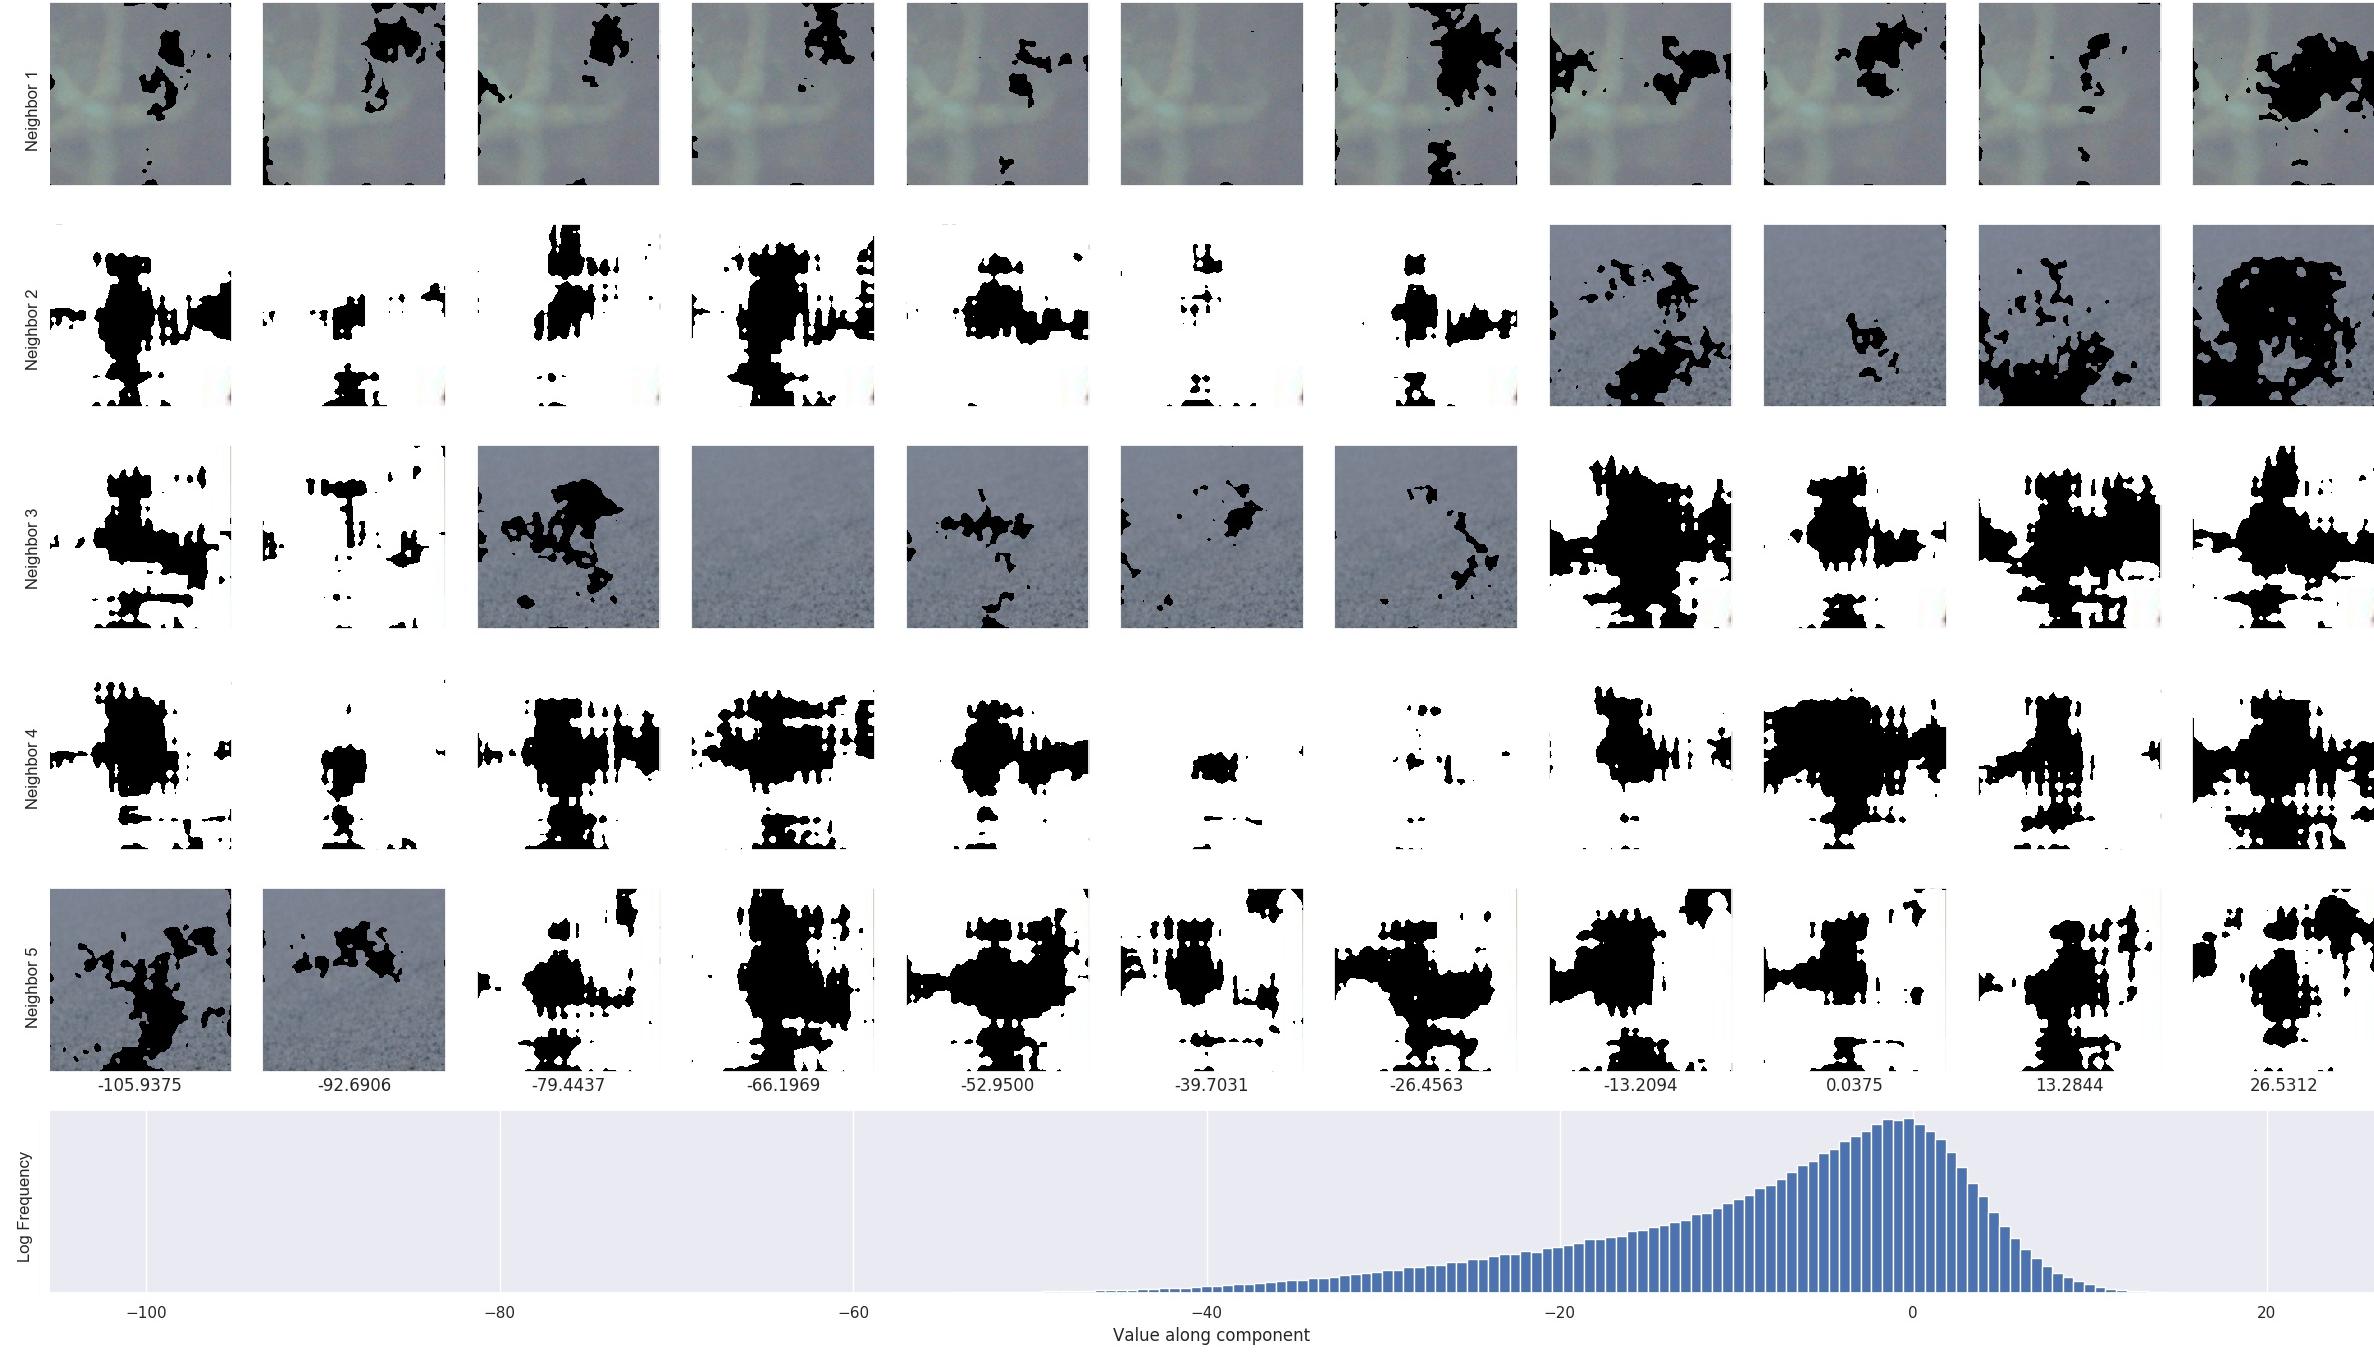 Neighbor 1
Neighbor 2
Neighbor 3
Neighbor 4
Neighbor 5
-105.9375 -92.6906 -79.4437 -66.1969 -52.9500 -39.7031 -26.4563 -13.2094 0.0375 13.2844 26.5312
Log Frequency
−100 −80 −60 −40 −20 0 20
Value along component